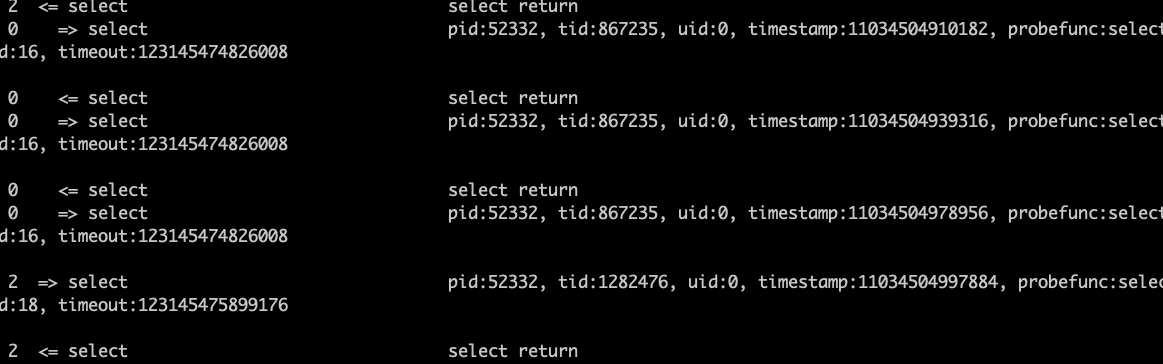 2  <= select                               select return
0    => select                             pid:52332, tid:867235, uid:0, timestamp:11034504910182, probefunc:select
d:16, timeout:123145474826008
0    <= select                             select return
0    => select                             pid:52332, tid:867235, uid:0, timestamp:11034504939316, probefunc:select
d:16, timeout:123145474826008
0    <= select                             select return
0    => select                             pid:52332, tid:867235, uid:0, timestamp:11034504978956, probefunc:select
d:16, timeout:123145474826008
2  => select                               pid:52332, tid:1282476, uid:0, timestamp:11034504997884, probefunc:selec
d:18, timeout:123145475899176
2  <= select                               select return